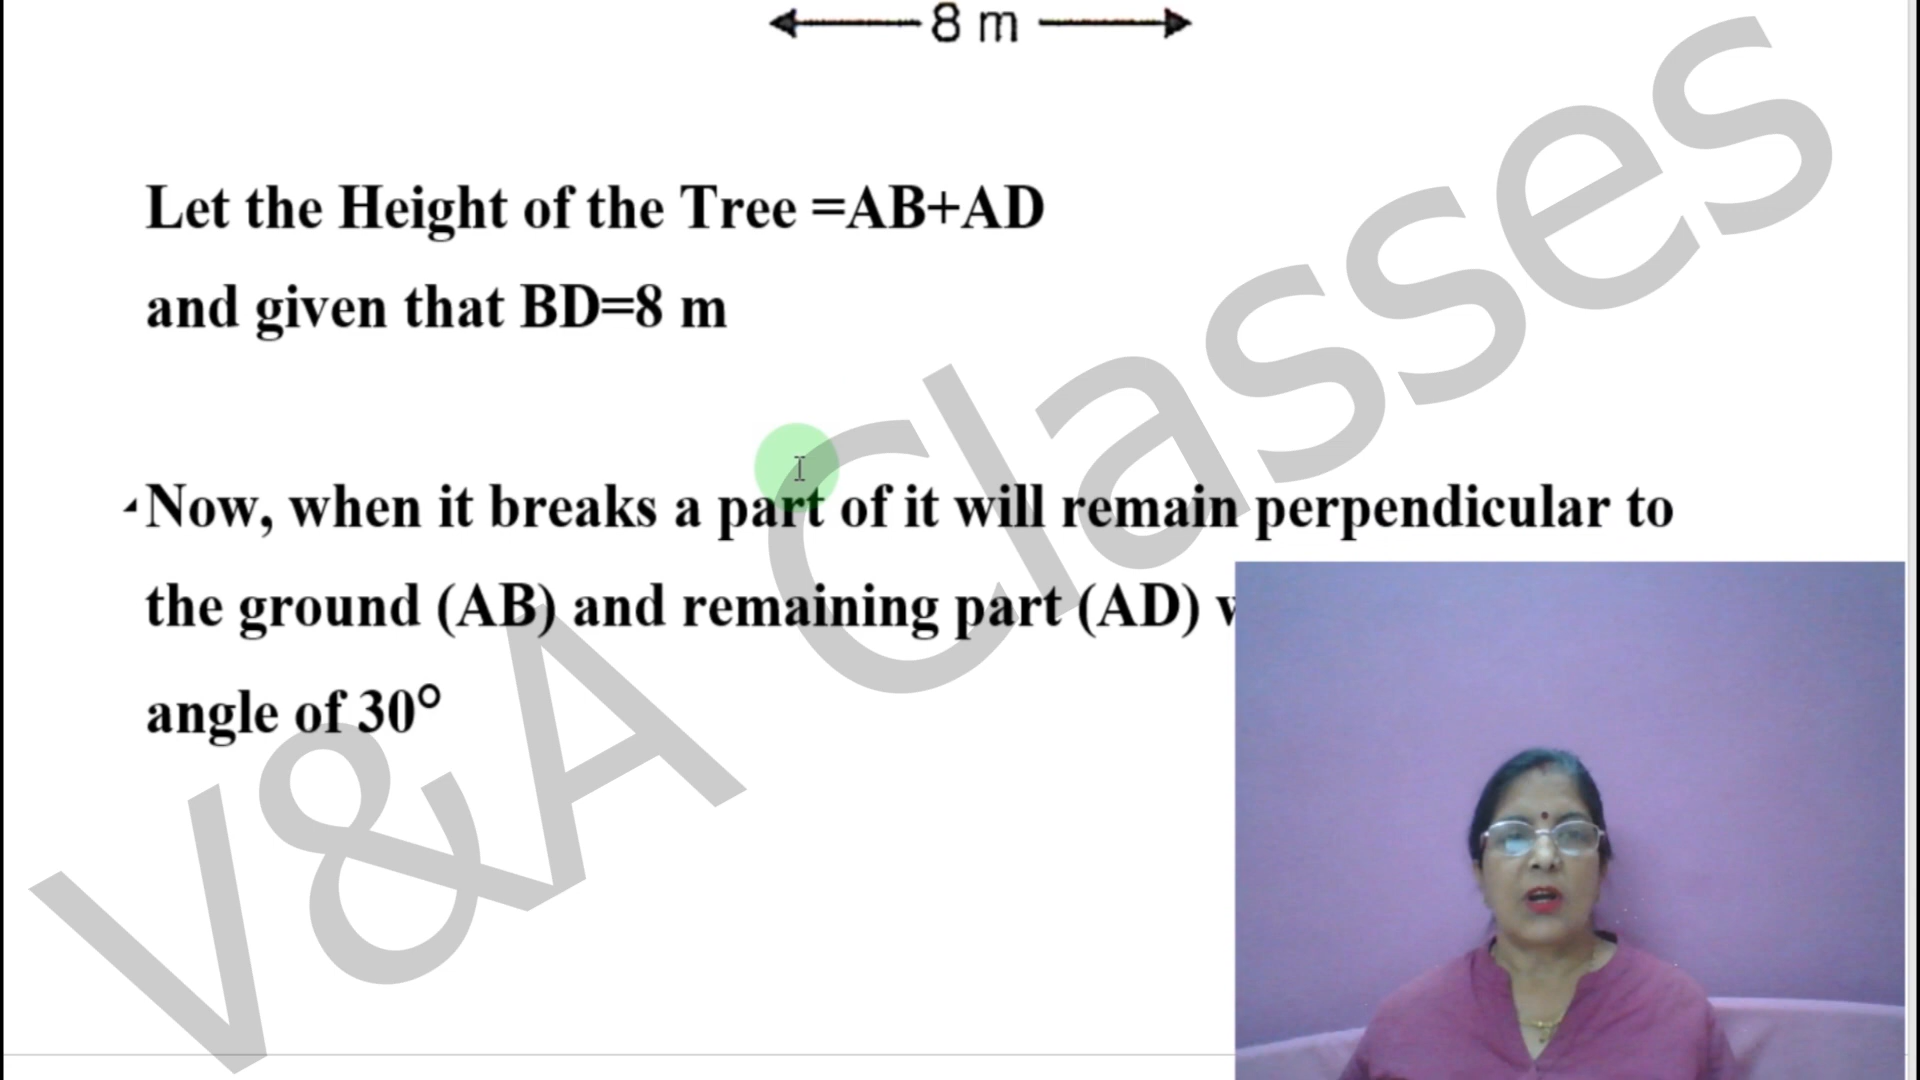 8 m
Let the Height of the Tree =AB+AD
and given that BD=8 m
Now, when it breaks a part of it will remain perpendicular to
the ground (AB) and remaining part (AD)
angle of 30°
V&A Classes